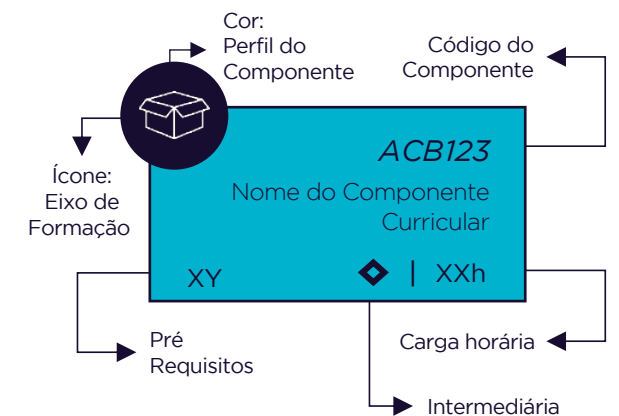 Cor:
Perfil do
Componente
Código do
Componente
Ícone:
Eixo de
Formação
ACB123
Nome do Componente
Curricular
XY
| XXh
Pré
Requisitos
Carga horária
Intermediária